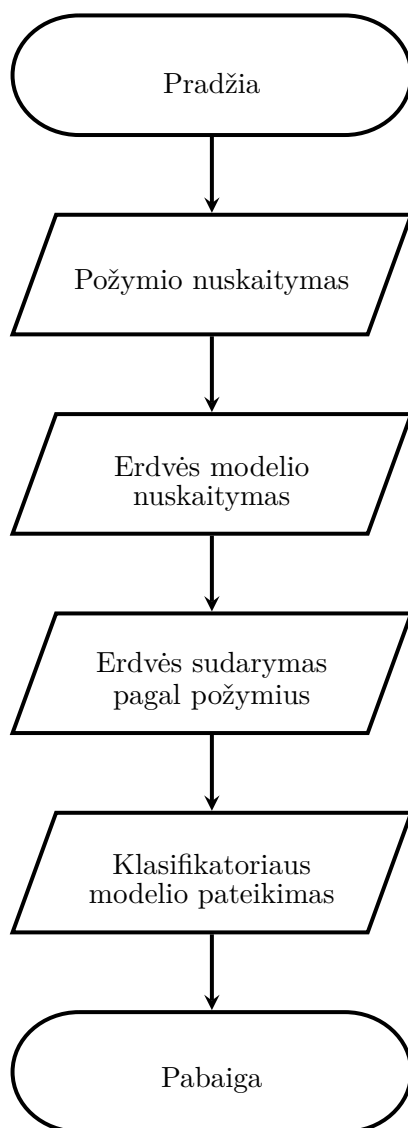 Pradžia
Požymio nuskaitymas
Erdvės modelio
nuskaitymas
Erdvės sudarymas
pagal požymius
Klasifikatoriaus
modelio pateikimas
Pabaiga